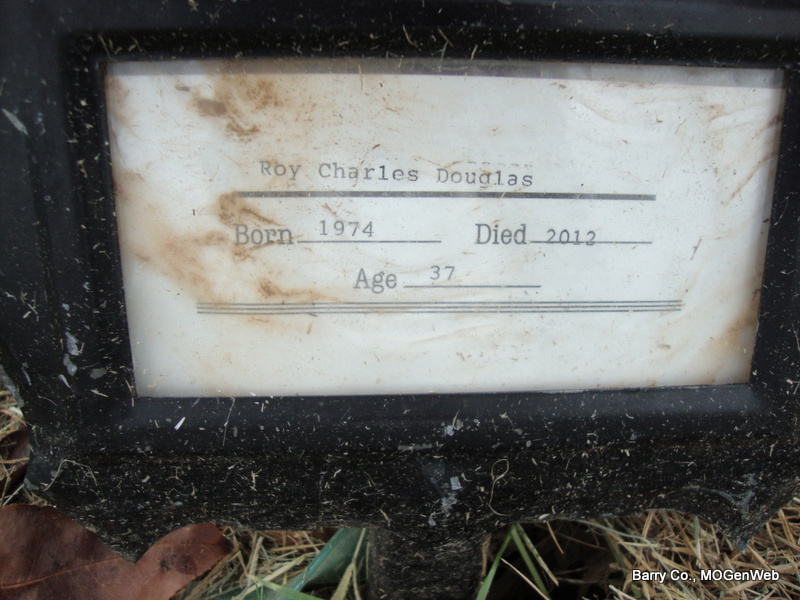 Roy Charles Douglas
Born 1974 Died 2012
Age 37
Barry Co., MOGenWeb